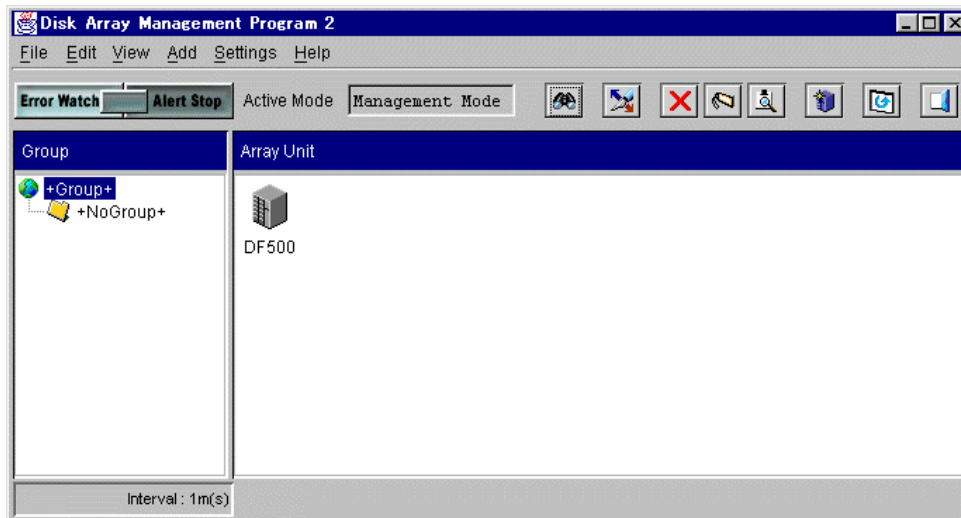 Disk Array Management Program 2
File Edit View Add Settings Help
Error Watch Alert Stop Active Mode Management Mode
Group Array Unit
+Group+
+NoGroup+
DF500
Interval : 1m(s)